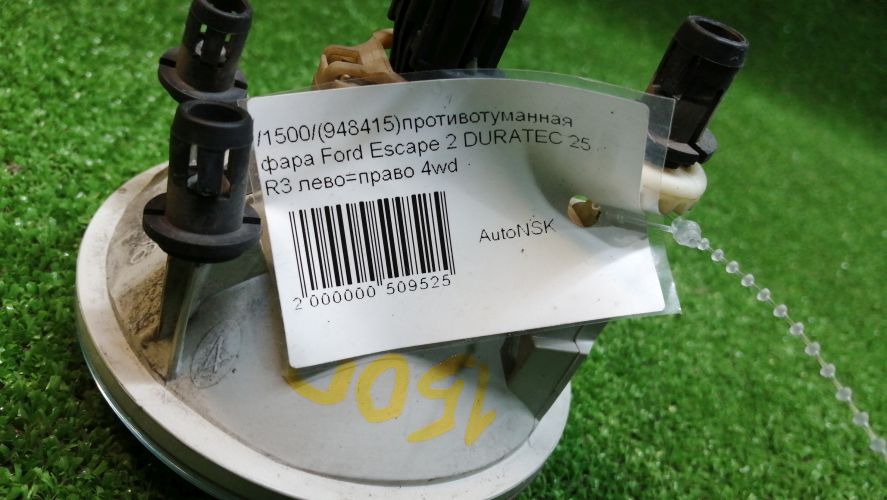 /1500/(948415)противотуманная
фара Ford Escape 2 DURATEC 25
R3 лево=право 4wd
AutoNSK
2 000000 509525
1500